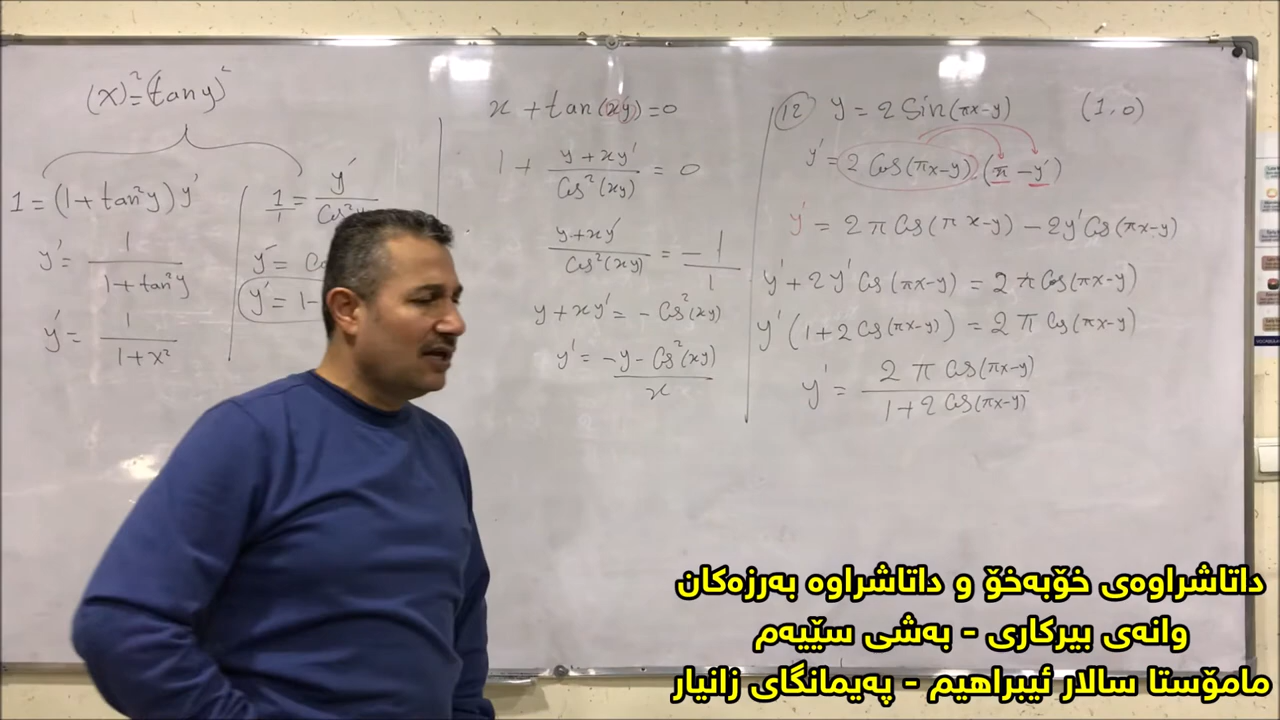 (x)² = (tan y)²
1 = (1 + tan² y) y'
y' = 1 / (1 + tan² y)
y' = 1 / (1 + x²)
1/1 = y' / Cos² y
y' = 1 -
x + tan(xy) = 0
1 + (y + xy') / Cos²(xy) = 0
(y + xy') / Cos²(xy) = -1 / 1
y + xy' = - Cos²(xy)
y' = (-y - Cos²(xy)) / x
12 y = 2 Sin(πx-y) (1,0)
y' = 2 Cos(πx-y) · (π - y')
y' = 2π Cos(πx-y) - 2y' Cos(πx-y)
y' + 2y' Cos(πx-y) = 2π Cos(πx-y)
y' (1 + 2 Cos(πx-y)) = 2π Cos(πx-y)
y' = 2π Cos(πx-y) / (1 + 2 Cos(πx-y))
داتاشراوەی خۆبەخۆ و داتاشراوە بەرزەکان
وانەی بیرکاری - بەشی سێیەم
مامۆستا سالار ئیبراهیم - پەیمانگای زانیار